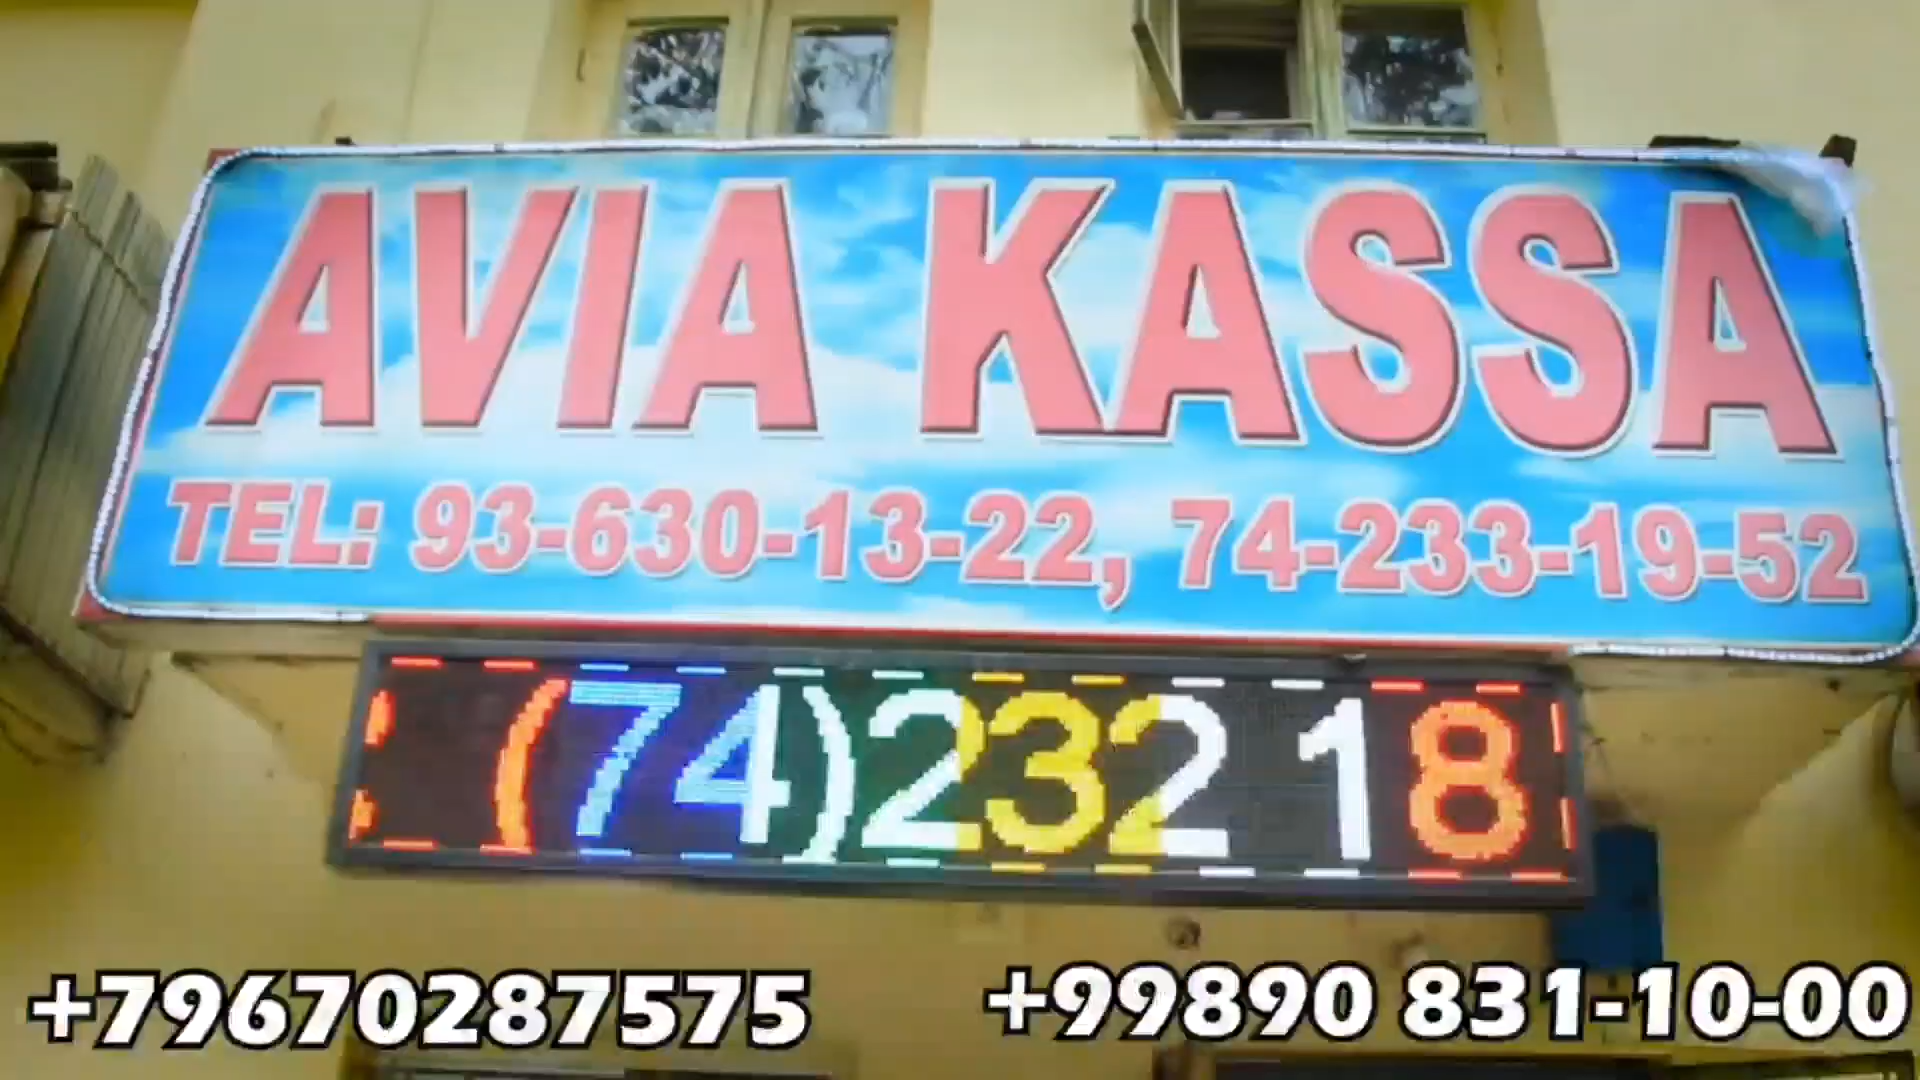 AVIA KASSA
TEL: 93-630-13-22, 74-233-19-52
(74)232 18
+79670287575 +99890 831-10-00